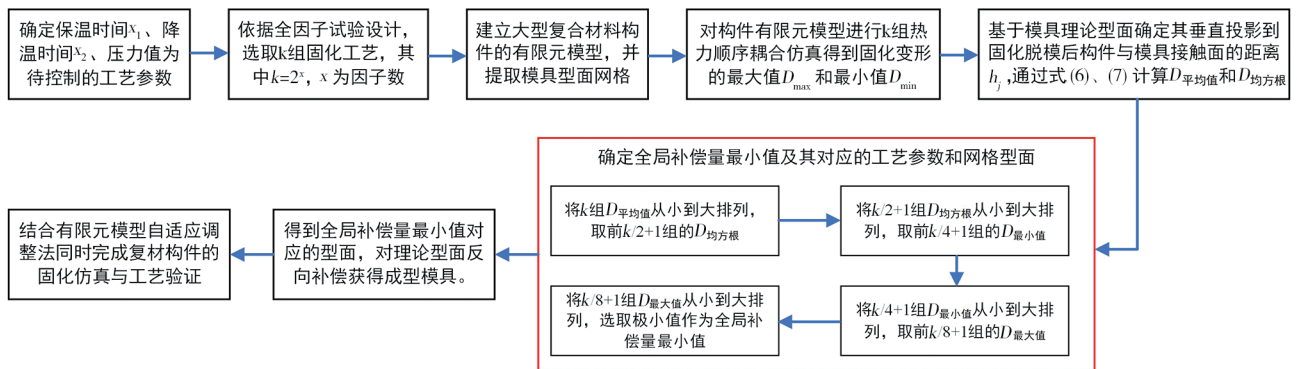 确定保温时间x₁、降
温时间x₂、压力值为
待控制的工艺参数
依据全因子试验设计，
选取k组固化工艺，其
中k=2ˣ，x为因子数
建立大型复合材料构
件的有限元模型，并
提取模具型面网格
对构件有限元模型进行k组热
力顺序耦合仿真得到固化变形
的最大值Dmax和最小值Dmin
基于模具理论型面确定其垂直投影到
固化脱模后构件与模具接触面的距离
hj,通过式(6)、(7)计算D平均值和D均方根
确定全局补偿量最小值及其对应的工艺参数和网格型面
将k组D平均值从小到大排列，
取前k/2+1组的D均方根
将k/2+1组D均方根从小到大排
列，取前k/4+1组的D最小值
将k/4+1组D最小值从小到大排
列，取前k/8+1组的D最大值
将k/8+1组D最大值从小到大排
列，选取极小值作为全局补
偿量最小值
得到全局补偿量最小值对
应的型面，对理论型面反
向补偿获得成型模具。
结合有限元模型自适应调
整法同时完成复材构件的
固化仿真与工艺验证